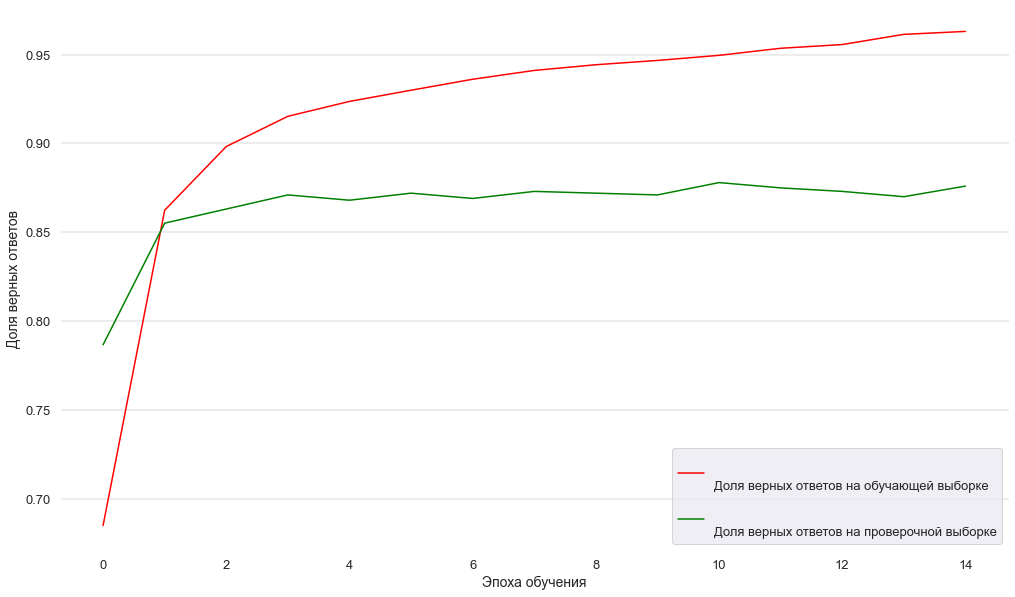 0.95
0.90
0.85
0.80
0.75
0.70
Доля верных ответов
Доля верных ответов на обучающей выборке
Доля верных ответов на проверочной выборке
0 2 4 6 8 10 12 14
Эпоха обучения